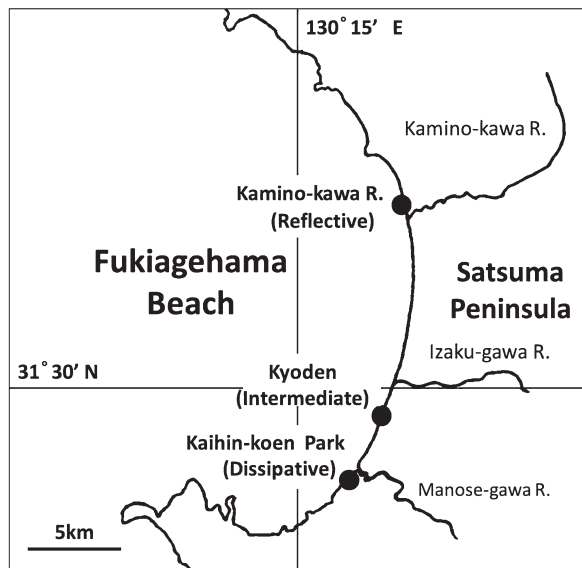 130° 15’ E
Kamino-kawa R.
Kamino-kawa R.
(Reflective)
Fukiagehama
Beach
Satsuma
Peninsula
Izaku-gawa R.
31° 30’ N
Kyoden
(Intermediate)
Kaihin-koen Park
(Dissipative)
Manose-gawa R.
5km